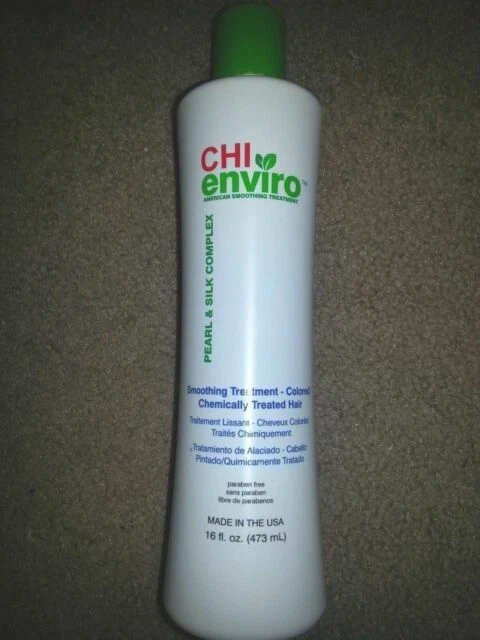 CHI
enviro™
AMERICAN SMOOTHING TREATMENT
PEARL & SILK COMPLEX
Smoothing Treatment - Colored/
Chemically Treated Hair
Traitement Lissant - Cheveux Colorés/
Traités Chimiquement
Tratamiento de Alaciado - Cabello
Pintado/Quimicamente Tratado
paraben free
sans paraben
libre de parabenos
MADE IN THE USA
16 fl. oz. (473 mL)